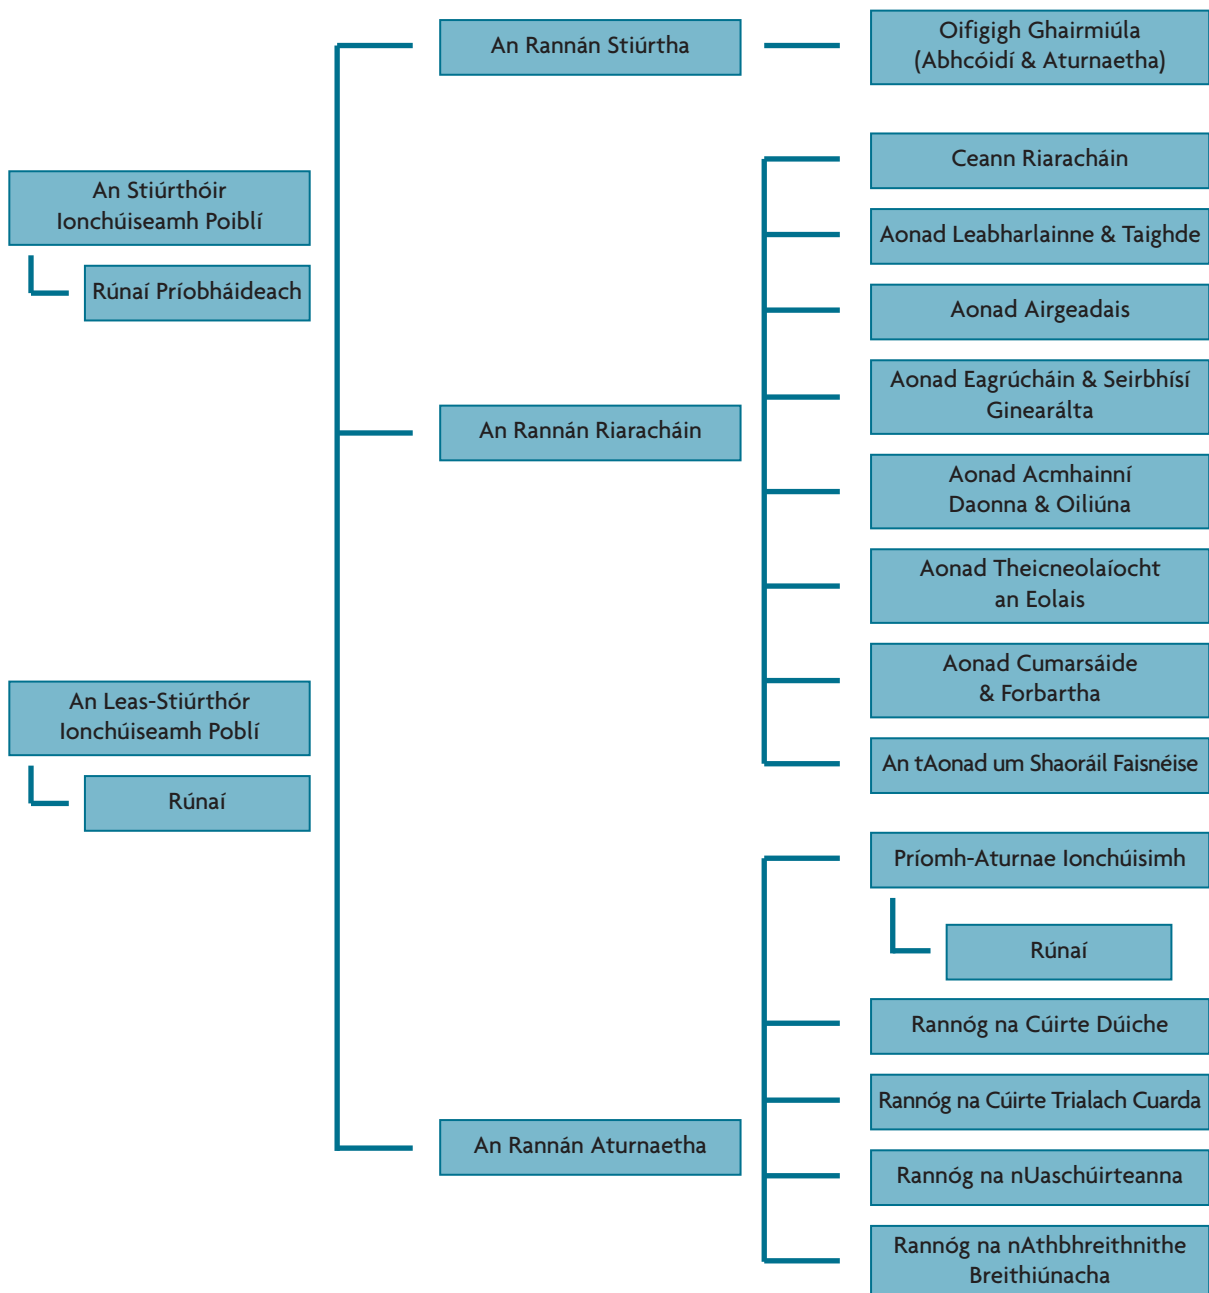 An Stiúrthóir
Ionchúiseamh Poiblí
Rúnaí Príobháideach
An Leas-Stiúrthór
Ionchúiseamh Poblí
Rúnaí
An Rannán Stiúrtha
Oifigigh Ghairmiúla
(Abhcóidí & Aturnaetha)
An Rannán Riaracháin
Ceann Riaracháin
Aonad Leabharlainne & Taighde
Aonad Airgeadais
Aonad Eagrúcháin & Seirbhísí
Ginearálta
Aonad Acmhainní
Daonna & Oiliúna
Aonad Theicneolaíocht
an Eolais
Aonad Cumarsáide
& Forbartha
An tAonad um Shaoráil Faisnéise
An Rannán Aturnaetha
Príomh-Aturnae Ionchúisimh
Rúnaí
Rannóg na Cúirte Dúiche
Rannóg na Cúirte Trialach Cuarda
Rannóg na nUaschúirteanna
Rannóg na nAthbhreithnithe
Breithiúnacha